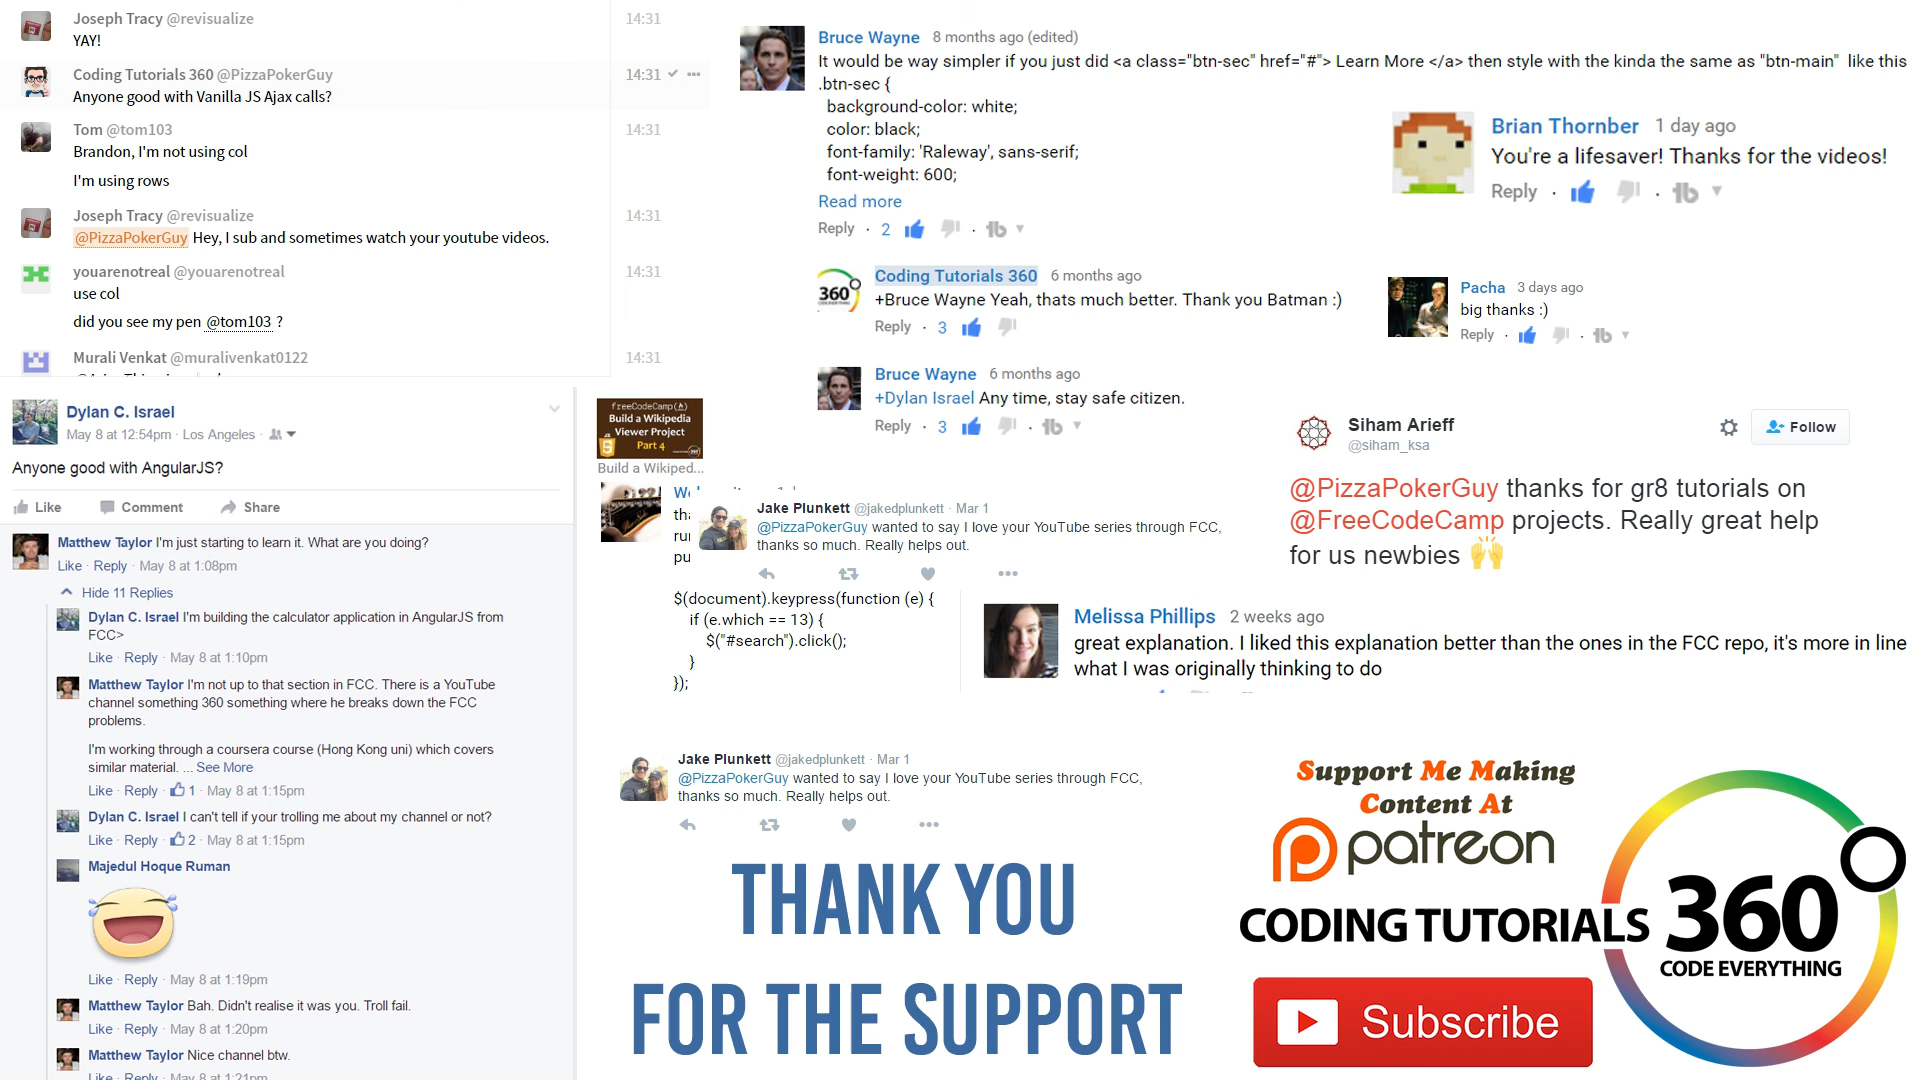 Joseph Tracy @revisualize 14:31
YAY!
Coding Tutorials 360 @PizzaPokerGuy 14:31
Anyone good with Vanilla JS Ajax calls?
Tom @tom103 14:31
Brandon, I'm not using col
I'm using rows
Joseph Tracy @revisualize 14:31
@PizzaPokerGuy Hey, I sub and sometimes watch your youtube videos.
youarenotreal @youarenotreal 14:31
use col
did you see my pen @tom103 ?
Murali Venkat @muralivenkat0122 14:31
Dylan C. Israel
May 8 at 12:54pm · Los Angeles ·
Anyone good with AngularJS?
Like Comment Share
Matthew Taylor I'm just starting to learn it. What are you doing?
Like · Reply · May 8 at 1:08pm
Hide 11 Replies
Dylan C. Israel I'm building the calculator application in AngularJS from
FCC>
Like · Reply · May 8 at 1:10pm
Matthew Taylor I'm not up to that section in FCC. There is a YouTube
channel something 360 something where he breaks down the FCC
problems.
I'm working through a coursera course (Hong Kong uni) which covers
similar material. ... See More
Like · Reply · 1 · May 8 at 1:15pm
Dylan C. Israel I can't tell if your trolling me about my channel or not?
Like · Reply · 2 · May 8 at 1:15pm
Majedul Hoque Ruman
Like · Reply · May 8 at 1:19pm
Matthew Taylor Bah. Didn't realise it was you. Troll fail.
Like · Reply · May 8 at 1:20pm
Matthew Taylor Nice channel btw.
Like · Reply · May 8 at 1:21pm
Bruce Wayne 8 months ago (edited)
It would be way simpler if you just did <a class="btn-sec" href="#"> Learn More </a> then style with the kinda the same as "btn-main" like this
.btn-sec {
background-color: white;
color: black;
font-family: 'Raleway', sans-serif;
font-weight: 600;
Read more
Reply · 2
360
Coding Tutorials 360 6 months ago
+Bruce Wayne Yeah, thats much better. Thank you Batman :)
Reply · 3
Bruce Wayne 6 months ago
+Dylan Israel Any time, stay safe citizen.
Reply · 3
Brian Thornber 1 day ago
You're a lifesaver! Thanks for the videos!
Reply
Pacha 3 days ago
big thanks :)
Reply
freeCodeCamp
Build a Wikipedia
Viewer Project
Part 4
Build a Wikiped...
Siham Arieff
@siham_ksa
Follow
@PizzaPokerGuy thanks for gr8 tutorials on
@FreeCodeCamp projects. Really great help
for us newbies 🙌
Jake Plunkett @jakedplunkett · Mar 1
@PizzaPokerGuy wanted to say I love your YouTube series through FCC,
thanks so much. Really helps out.
$(document).keypress(function (e) {
if (e.which == 13) {
$("#search").click();
}
});
Melissa Phillips 2 weeks ago
great explanation. I liked this explanation better than the ones in the FCC repo, it's more in line
what I was originally thinking to do
Jake Plunkett @jakedplunkett · Mar 1
@PizzaPokerGuy wanted to say I love your YouTube series through FCC,
thanks so much. Really helps out.
THANK YOU
FOR THE SUPPORT
Support Me Making
Content At
patreon
CODING TUTORIALS 360
CODE EVERYTHING
Subscribe